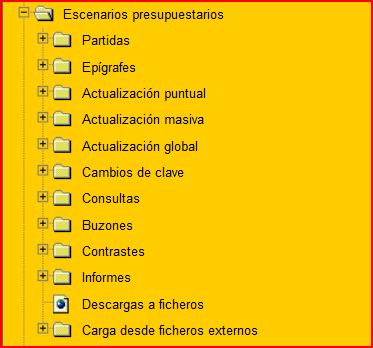 Escenarios presupuestarios
Partidas
Epígrafes
Actualización puntual
Actualización masiva
Actualización global
Cambios de clave
Consultas
Buzones
Contrastes
Informes
Descargas a ficheros
Carga desde ficheros externos